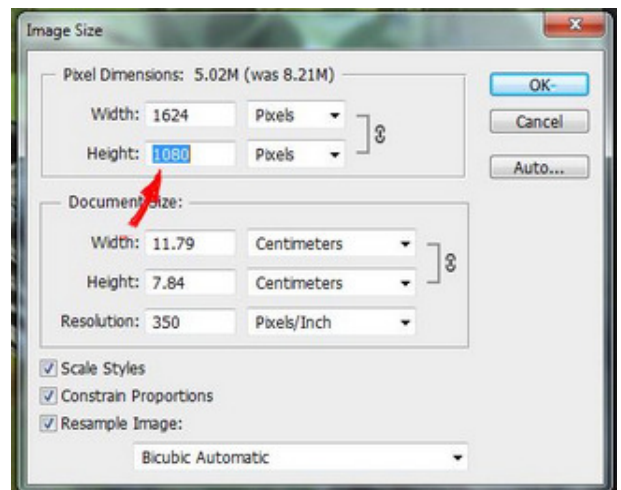 Image Size
Pixel Dimensions: 5.02M (was 8.21M)
Width: 1624 Pixels
Height: 1080 Pixels
Document Size:
Width: 11.79 Centimeters
Height: 7.84 Centimeters
Resolution: 350 Pixels/Inch
Scale Styles
Constrain Proportions
Resample Image:
Bicubic Automatic
OK
Cancel
Auto...